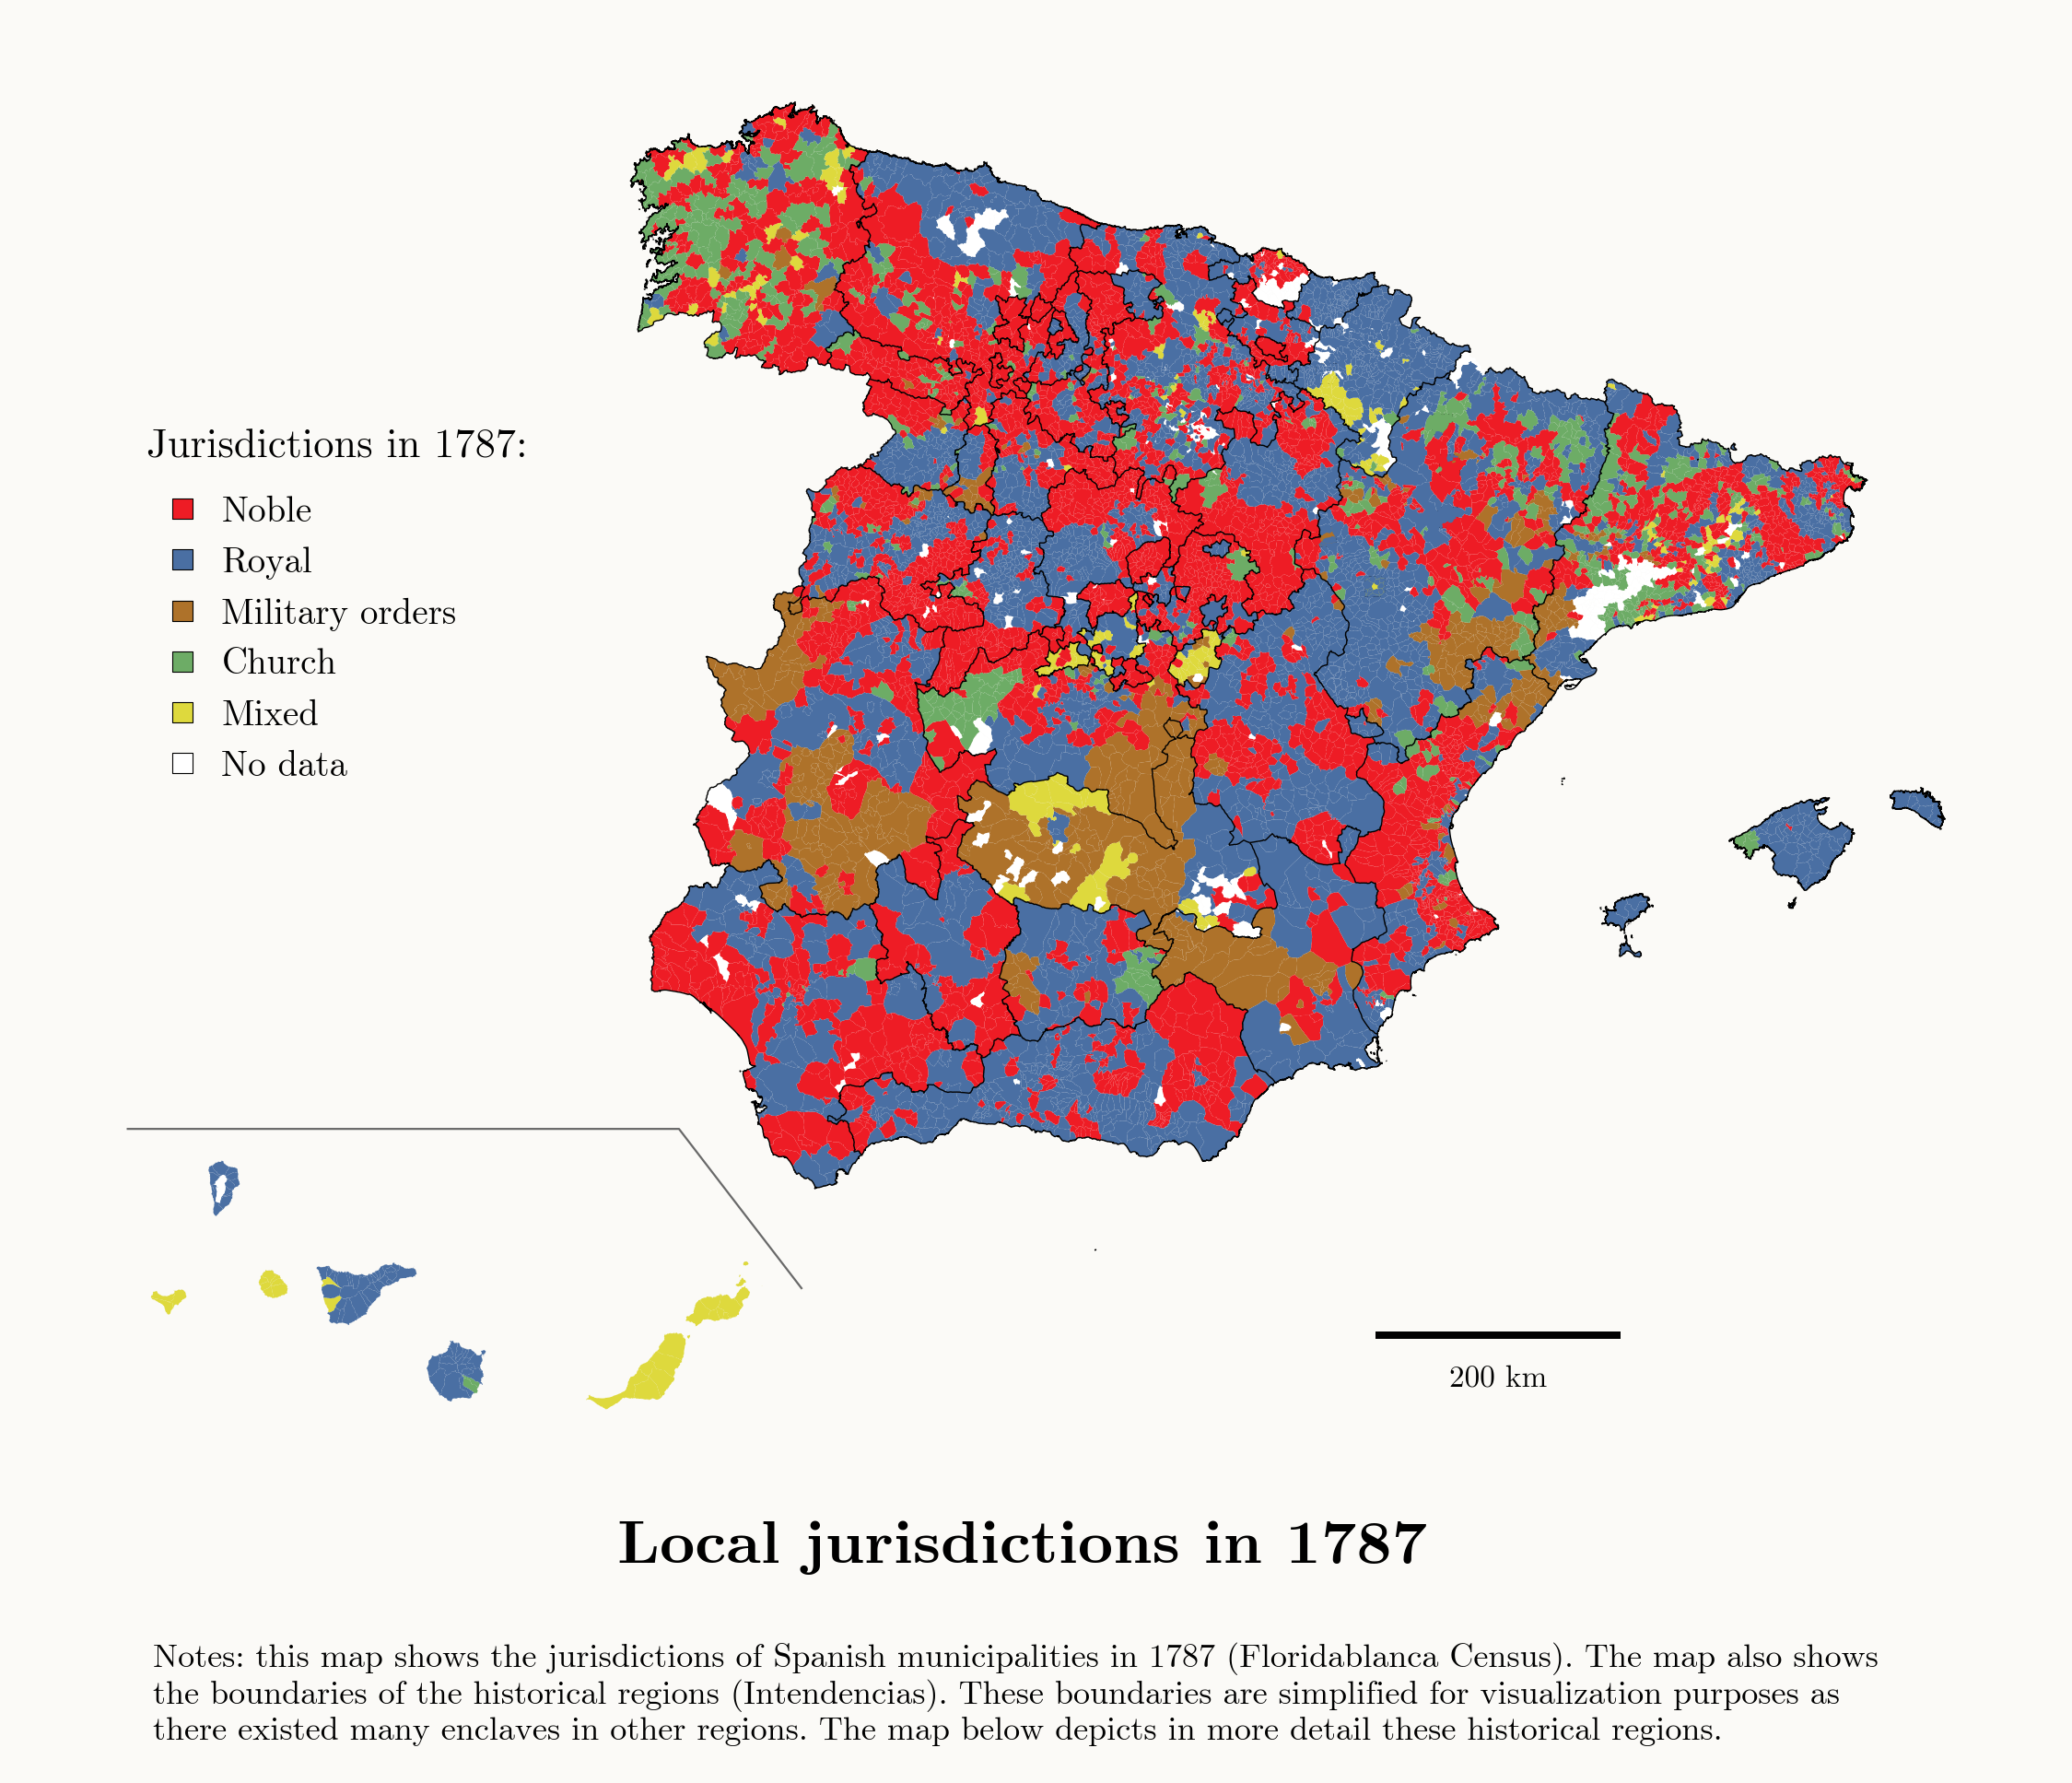 Jurisdictions in 1787:
Noble
Royal
Military orders
Church
Mixed
No data
200 km
Local jurisdictions in 1787
Notes: this map shows the jurisdictions of Spanish municipalities in 1787 (Floridablanca Census). The map also shows
the boundaries of the historical regions (Intendencias). These boundaries are simplified for visualization purposes as
there existed many enclaves in other regions. The map below depicts in more detail these historical regions.